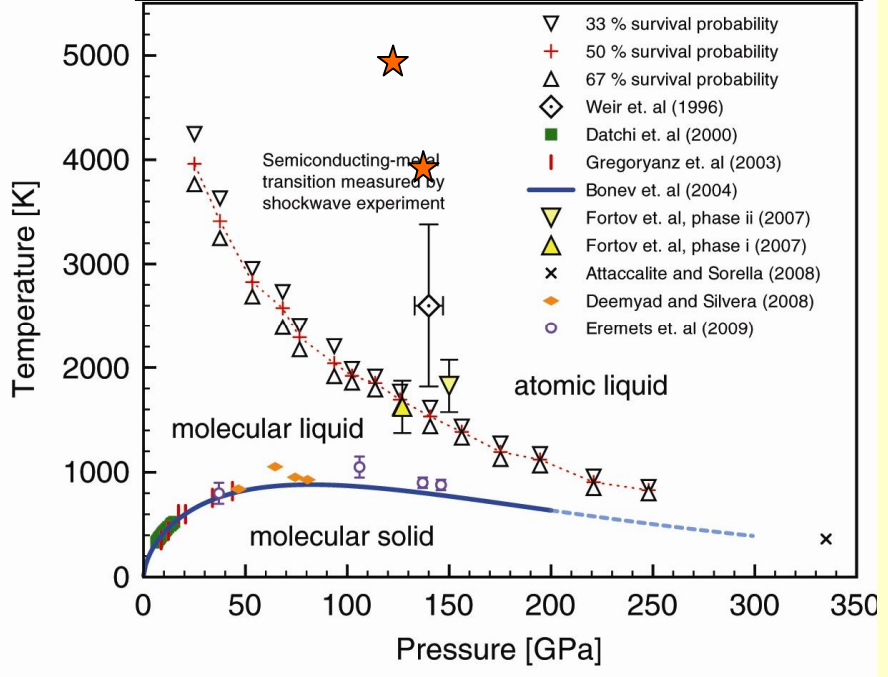 5000
4000
3000
2000
1000
0
Temperature [K]
33 % survival probability
50 % survival probability
67 % survival probability
Weir et. al (1996)
Datchi et. al (2000)
Gregoryanz et. al (2003)
Bonev et. al (2004)
Fortov et. al, phase ii (2007)
Fortov et. al, phase i (2007)
Attaccalite and Sorella (2008)
Deemyad and Silvera (2008)
Eremets et. al (2009)
Semiconducting-metal
transition measured by
shockwave experiment
atomic liquid
molecular liquid
molecular solid
0 50 100 150 200 250 300 350
Pressure [GPa]